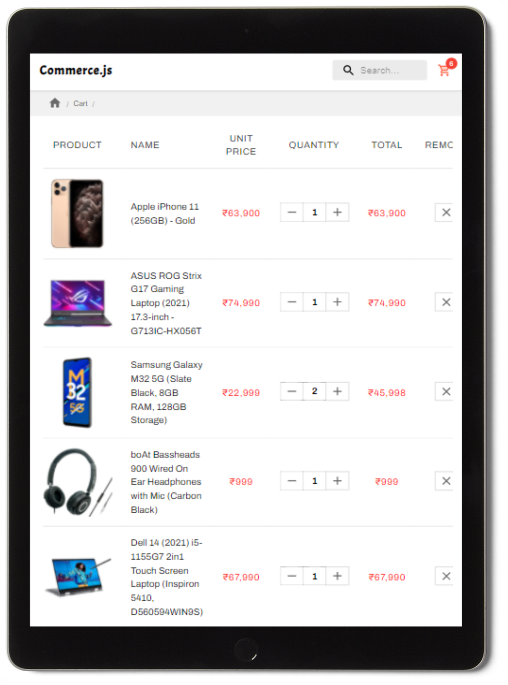 Commerce.js
Search...
6
/ Cart /
PRODUCT NAME UNIT PRICE QUANTITY TOTAL REMO
Apple iPhone 11
(256GB) - Gold
₹63,900 — 1 + ₹63,900 ×
ASUS ROG Strix
G17 Gaming
Laptop (2021)
17.3-inch -
G713IC-HX056T
₹74,990 — 1 + ₹74,990 ×
M
32
5G
Samsung Galaxy
M32 5G (Slate
Black, 8GB
RAM, 128GB
Storage)
₹22,999 — 2 + ₹45,998 ×
boAt Bassheads
900 Wired On
Ear Headphones
with Mic (Carbon
Black)
₹999 — 1 + ₹999 ×
Dell 14 (2021) i5-
1155G7 2in1
Touch Screen
Laptop (Inspiron
5410,
D560594WIN9S)
₹67,990 — 1 + ₹67,990 ×